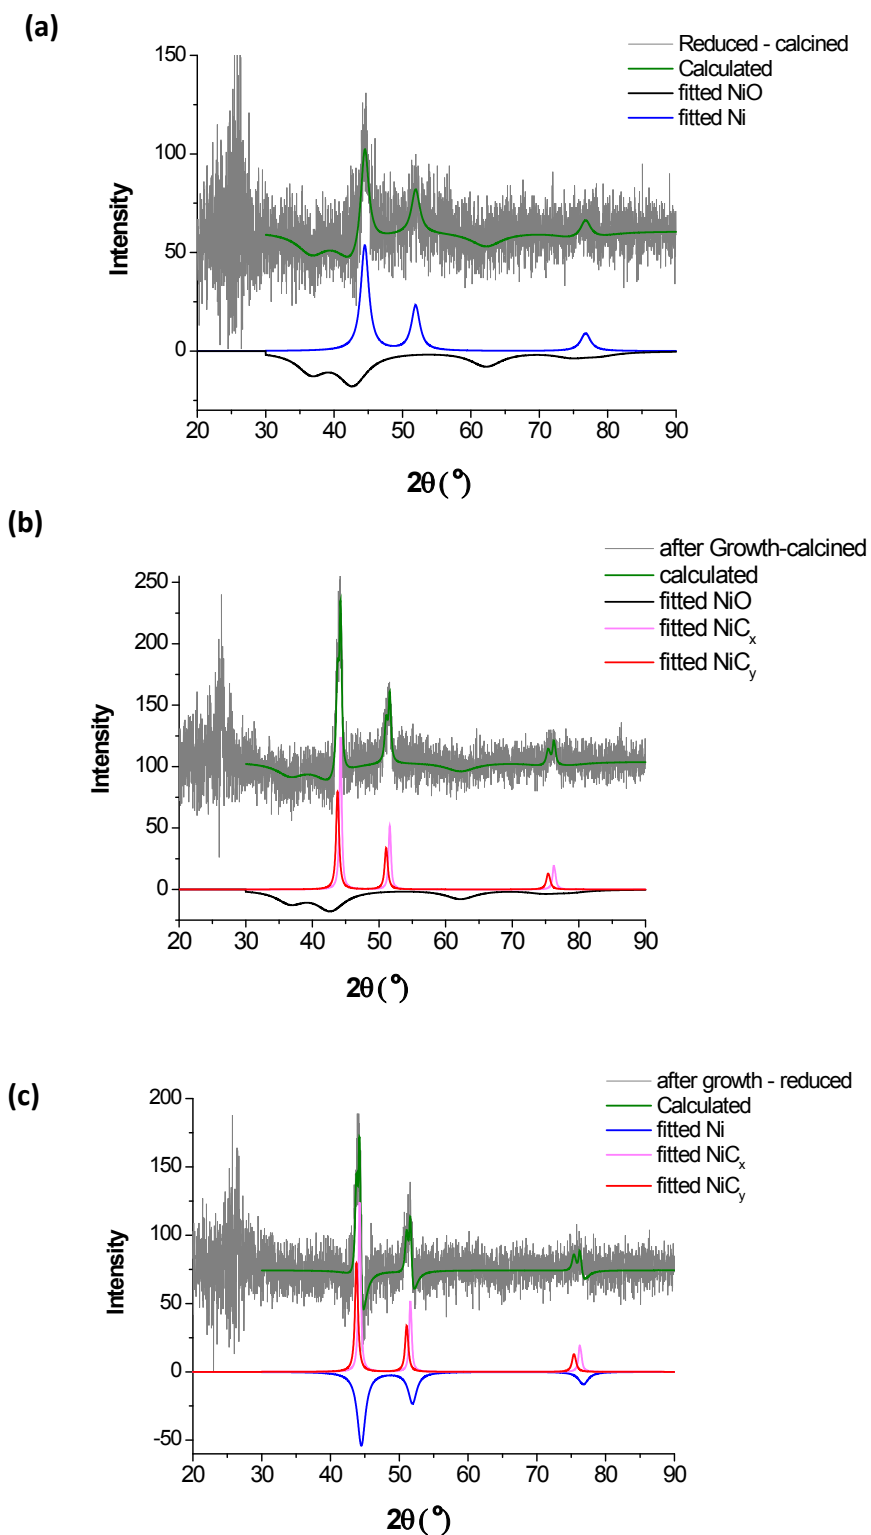 (a)
Reduced - calcined
Calculated
fitted NiO
fitted Ni
150
100
50
0
Intensity
20 30 40 50 60 70 80 90
2θ (°)
(b)
after Growth-calcined
calculated
fitted NiO
fitted NiCx
fitted NiCy
250
200
150
100
50
0
Intensity
20 30 40 50 60 70 80 90
2θ (°)
(c)
after growth - reduced
Calculated
fitted Ni
fitted NiCx
fitted NiCy
200
150
100
50
0
-50
Intensity
20 30 40 50 60 70 80 90
2θ (°)